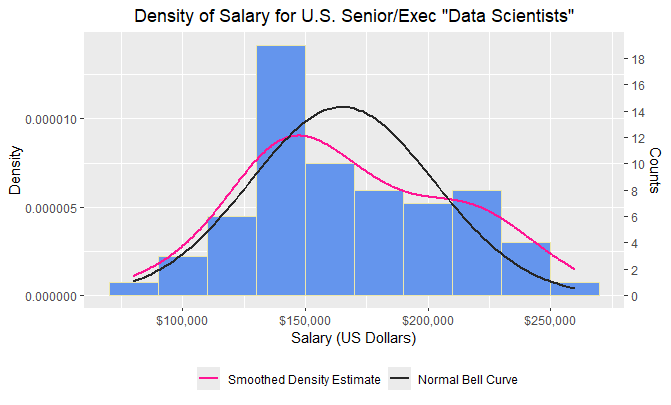 Density of Salary for U.S. Senior/Exec "Data Scientists"
Density
0.000010
0.000005
0.000000
18
16
14
12
10
8
6
4
2
0
Counts
$100,000 $150,000 $200,000 $250,000
Salary (US Dollars)
Smoothed Density Estimate Normal Bell Curve